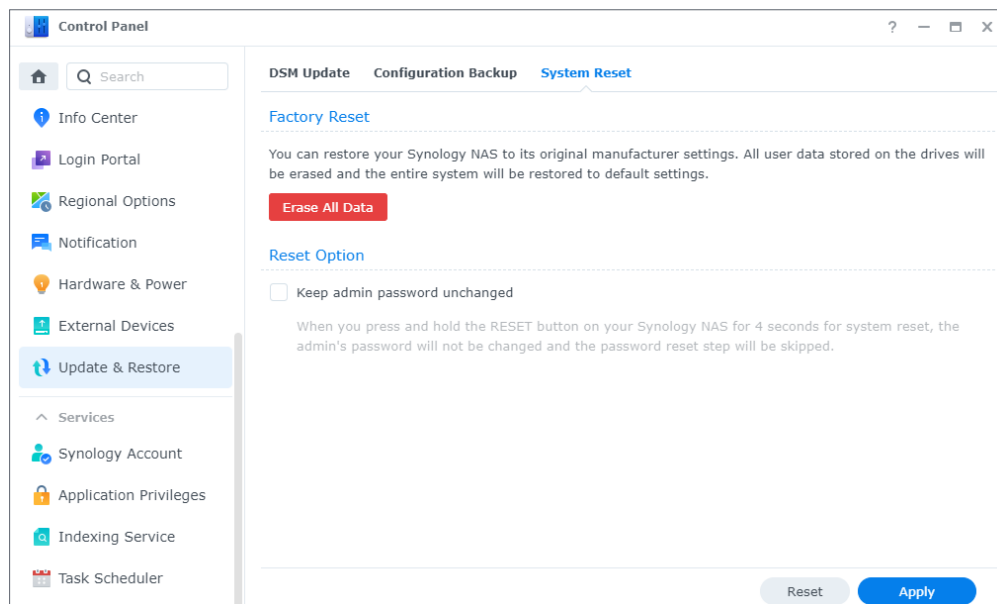 Control Panel
?
Search
Info Center
Login Portal
Regional Options
Notification
Hardware & Power
External Devices
Update & Restore
Services
Synology Account
Application Privileges
Indexing Service
Task Scheduler
DSM Update Configuration Backup System Reset
Factory Reset
You can restore your Synology NAS to its original manufacturer settings. All user data stored on the drives will
be erased and the entire system will be restored to default settings.
Erase All Data
Reset Option
Keep admin password unchanged
When you press and hold the RESET button on your Synology NAS for 4 seconds for system reset, the
admin's password will not be changed and the password reset step will be skipped.
Reset Apply